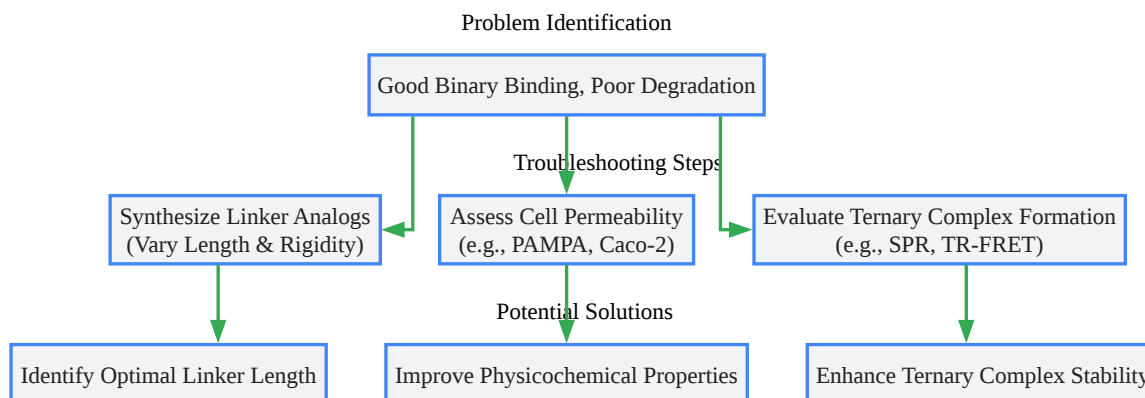 Problem Identification
Good Binary Binding, Poor Degradation
Troubleshooting Steps
Synthesize Linker Analogs
(Vary Length & Rigidity)
Assess Cell Permeability
(e.g., PAMPA, Caco-2)
Evaluate Ternary Complex Formation
(e.g., SPR, TR-FRET)
Potential Solutions
Identify Optimal Linker Length
Improve Physicochemical Properties
Enhance Ternary Complex Stability